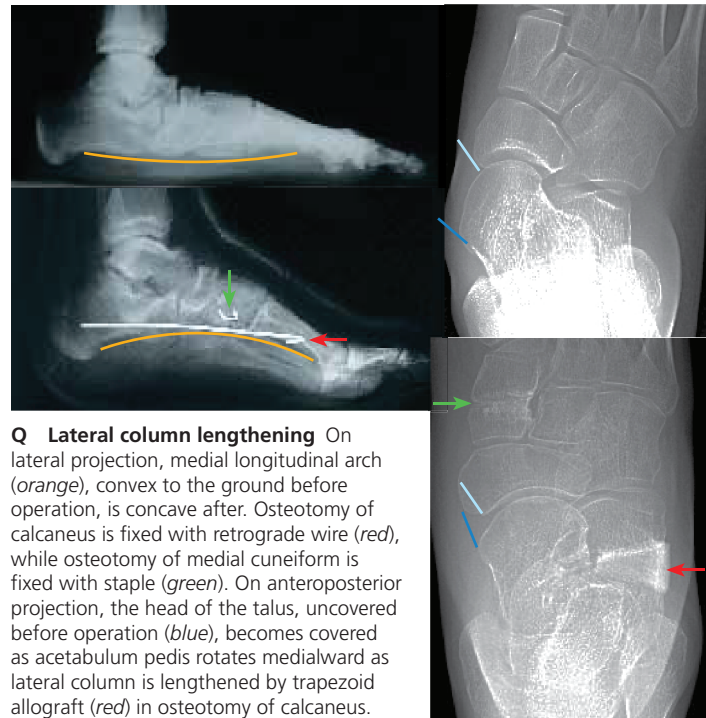 Q Lateral column lengthening On
lateral projection, medial longitudinal arch
(orange), convex to the ground before
operation, is concave after. Osteotomy of
calcaneus is fixed with retrograde wire (red),
while osteotomy of medial cuneiform is
fixed with staple (green). On anteroposterior
projection, the head of the talus, uncovered
before operation (blue), becomes covered
as acetabulum pedis rotates medialward as
lateral column is lengthened by trapezoid
allograft (red) in osteotomy of calcaneus.